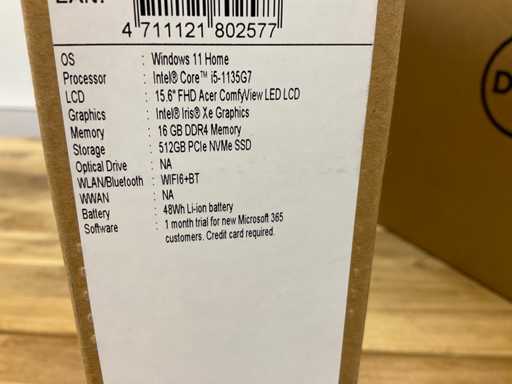 EAN:
4 711121 802577
OS : Windows 11 Home
Processor : Intel® Core™ i5-1135G7
LCD : 15.6" FHD Acer ComfyView LED LCD
Graphics : Intel® Iris® Xe Graphics
Memory : 16 GB DDR4 Memory
Storage : 512GB PCIe NVMe SSD
Optical Drive : NA
WLAN/Bluetooth : WIFI6+BT
WWAN : NA
Battery : 48Wh Li-ion battery
Software : 1 month trial for new Microsoft 365
customers. Credit card required.
D